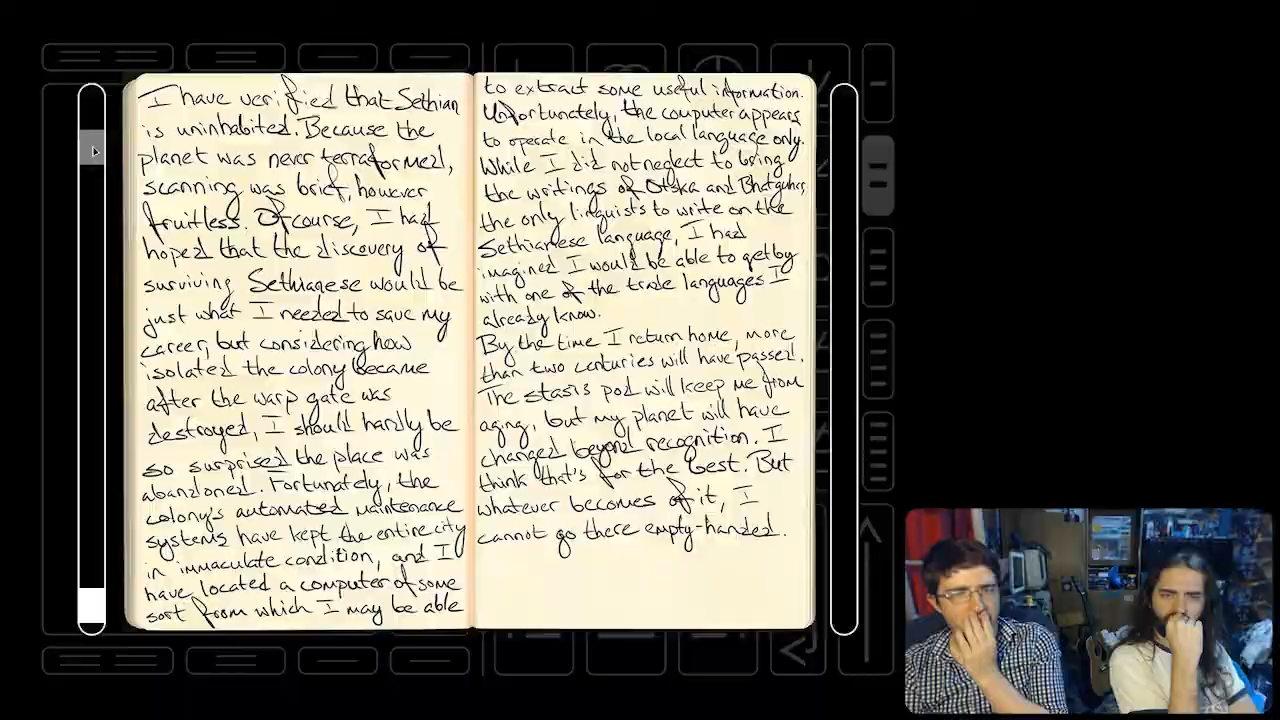 I have verified that Sethian
is uninhabited. Because the
planet was never terraformed,
scanning was brief, however
fruitless. Of course, I had
hoped that the discovery of
surviving Sethianese would be
just what I needed to save my
career, but considering how
isolated the colony became
after the warp gate was
destroyed, I should hardly be
so surprised the place was
abandoned. Fortunately, the
colony's automated maintenance
systems have kept the entire city
in immaculate condition, and I
have located a computer of some
sort from which I may be able
to extract some useful information.
Unfortunately, the computer appears
to operate in the local language only.
While I did not neglect to bring
the writings of Otska and Bhatguhar,
the only linguists to write on the
Sethianese language, I had
imagined I would be able to get by
with one of the trade languages I
already know.
By the time I return home, more
than two centuries will have passed.
The stasis pod will keep me from
aging, but my planet will have
changed beyond recognition. I
think that's for the best. But
whatever becomes of it, I
cannot go there empty-handed.